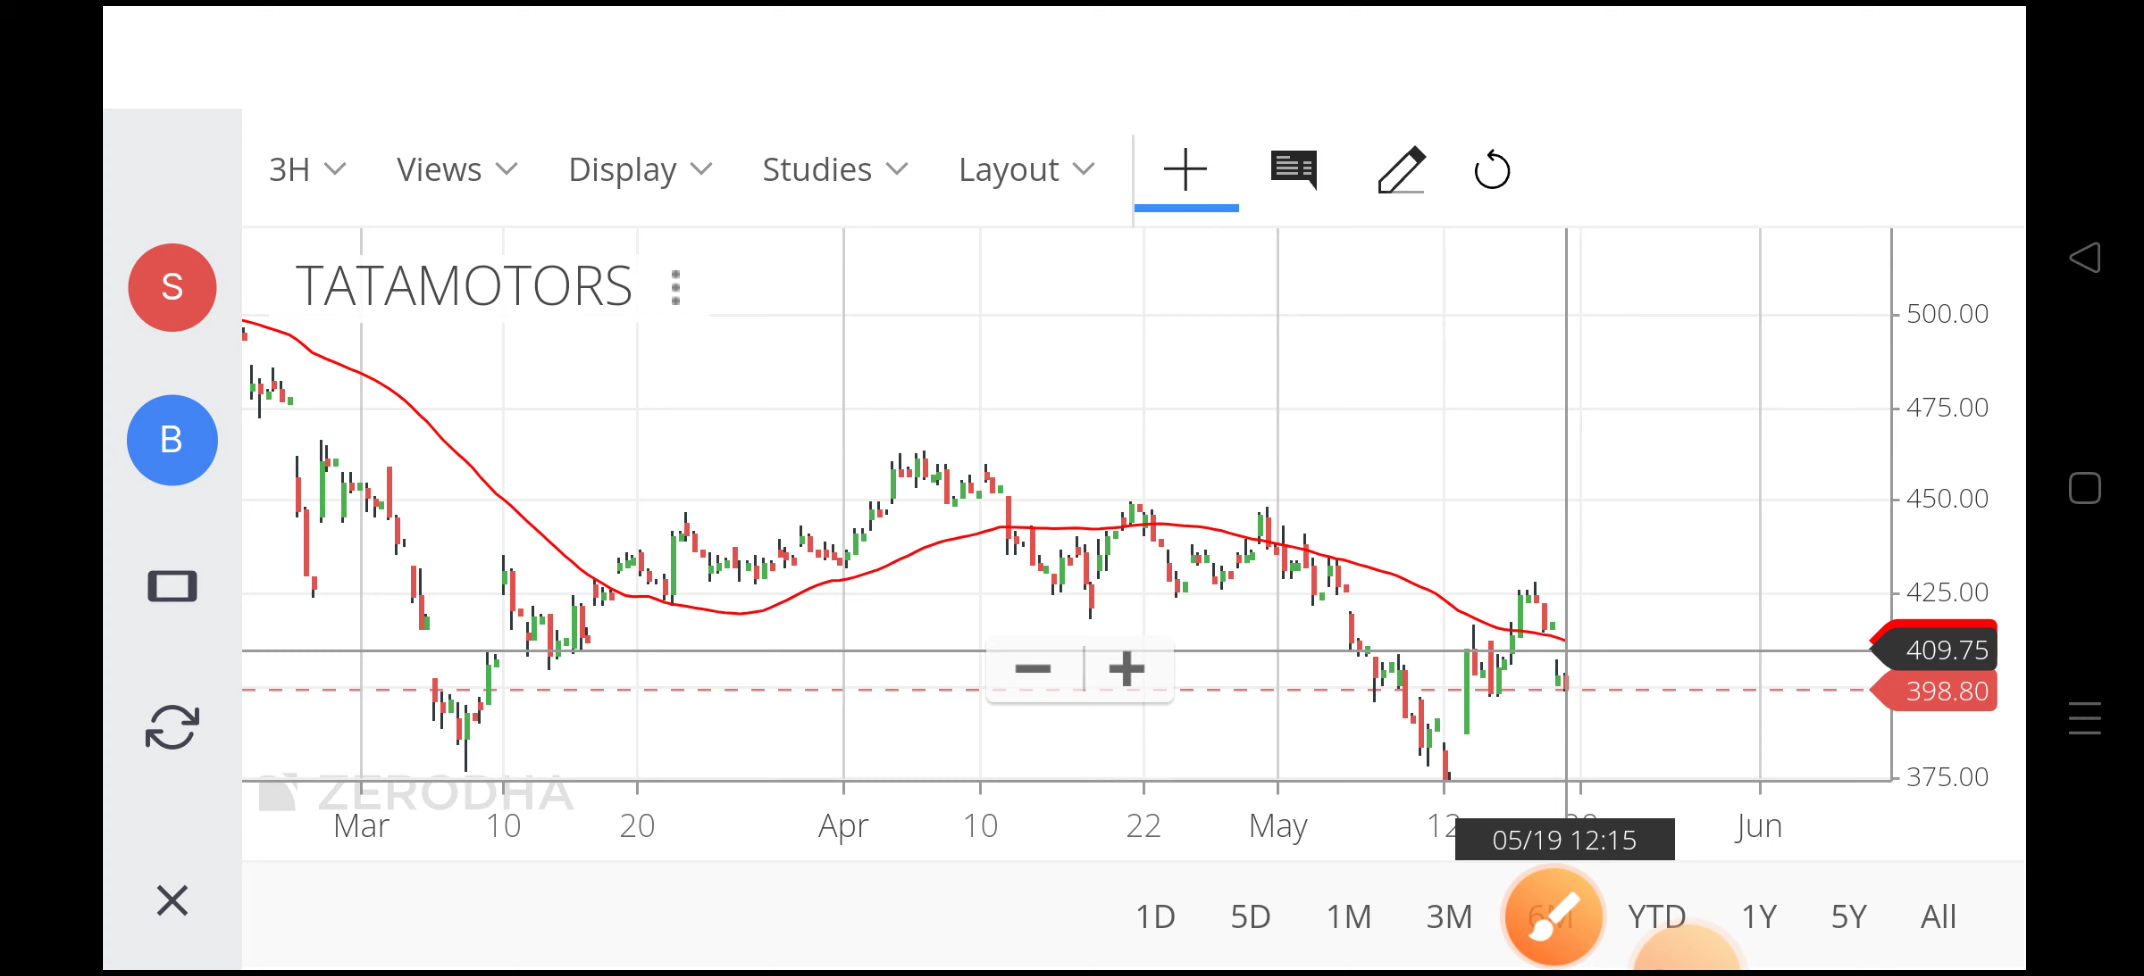 3H Views Display Studies Layout
TATAMOTORS
S
B
500.00
475.00
450.00
425.00
409.75
398.80
375.00
ZERODHA
Mar 10 20 Apr 10 22 May 12 Jun
05/19 12:15
1D 5D 1M 3M 6M YTD 1Y 5Y All